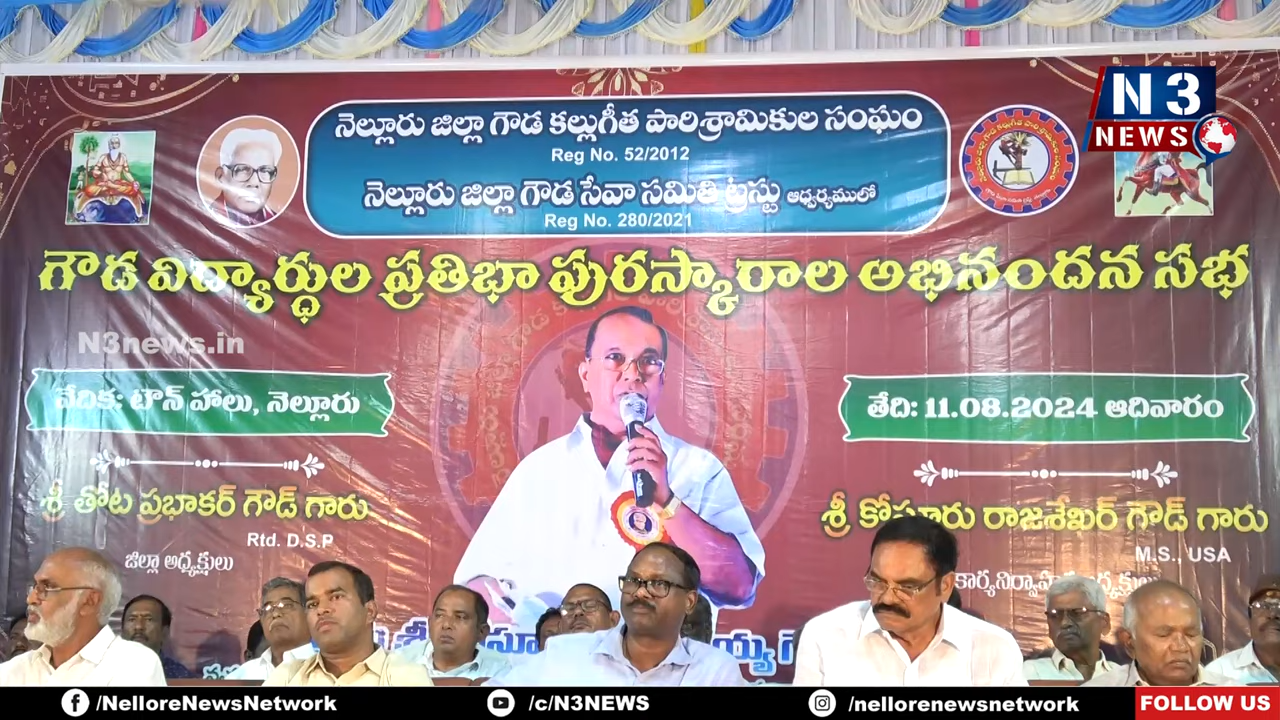 N3
NEWS
నెల్లూరు జిల్లా గౌడ కల్లుగీత పారిశ్రామికుల సంఘం
Reg No. 52/2012
నెల్లూరు జిల్లా గౌడ సేవా సమితి ట్రస్టు ఆధ్వర్యములో
Reg No. 280/2021
గౌడ విద్యార్థుల ప్రతిభా పురస్కారాల అభినందన సభ
N3news.in
వేదిక: టౌన్ హాలు, నెల్లూరు
తేది: 11.08.2024 ఆదివారం
శ్రీ తోట ప్రభాకర్ గౌడ్ గారు
Rtd. D.S.P
జిల్లా అధ్యక్షులు
శ్రీ కోసూరు రాజశేఖర్ గౌడ్ గారు
M.S., USA
/NelloreNewsNetwork
/c/N3NEWS
/nellorenewsnetwork
FOLLOW US